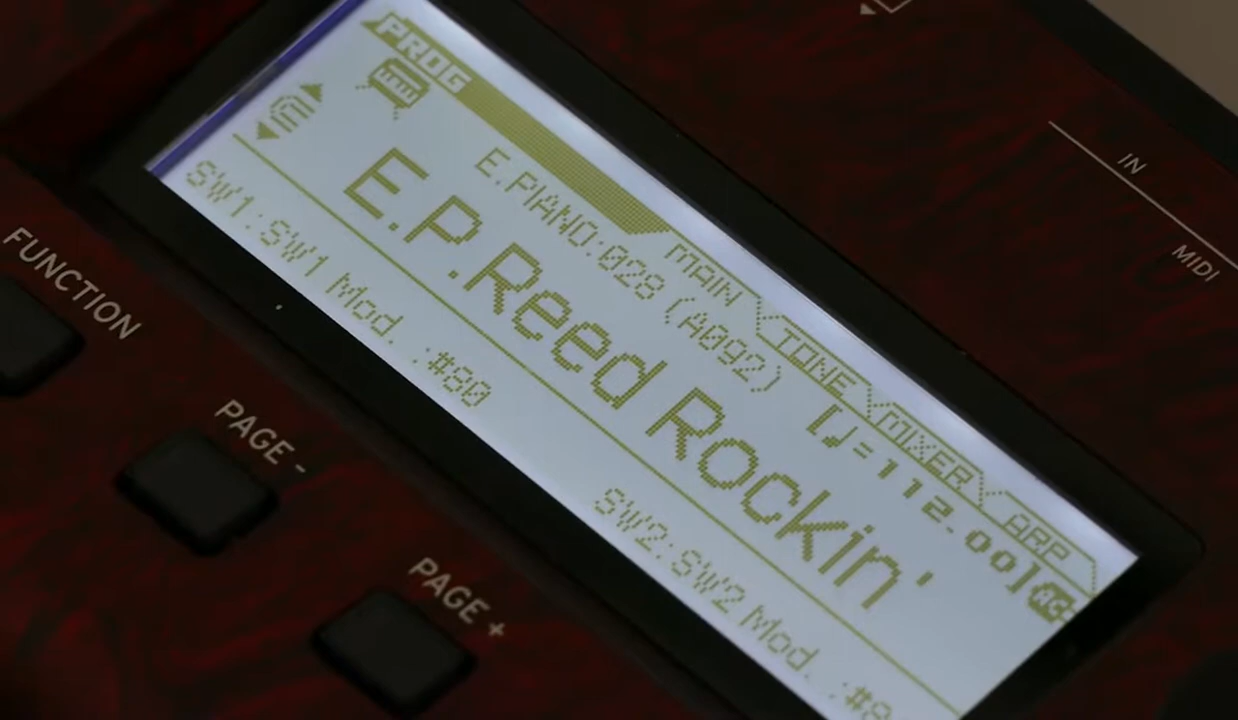 PROG MAIN TONE MIXER ARP
E.PIANO:028 (A092) [♩=112.00] AC
E.P.Reed Rockin'
SW1:SW1 Mod. :#80
SW2:SW2 Mod. :#8
FUNCTION
PAGE -
PAGE +
IN
MIDI